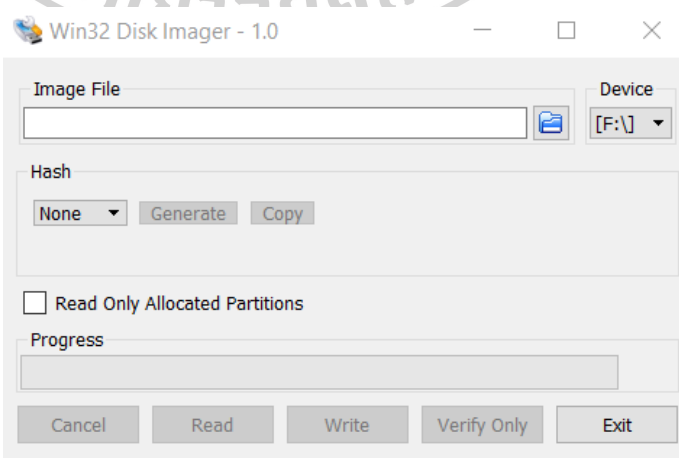 Win32 Disk Imager - 1.0
Image File
Device
[F:\]
Hash
None Generate Copy
Read Only Allocated Partitions
Progress
Cancel Read Write Verify Only Exit